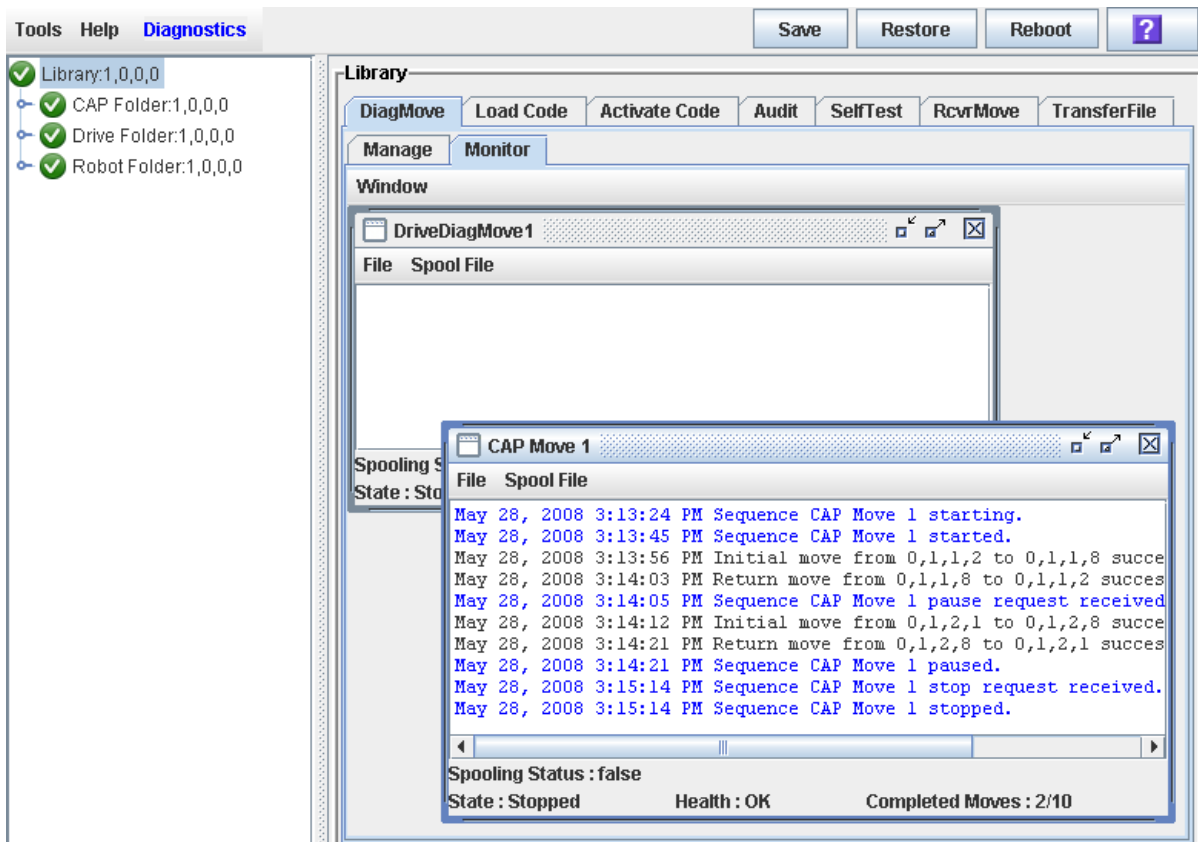 Tools Help Diagnostics Save Restore Reboot ?
Library:1,0,0,0
CAP Folder:1,0,0,0
Drive Folder:1,0,0,0
Robot Folder:1,0,0,0
Library
DiagMove Load Code Activate Code Audit SelfTest RcvrMove TransferFile
Manage Monitor
Window
DriveDiagMove1
File Spool File
Spooling S
State : Sto
CAP Move 1
File Spool File
May 28, 2008 3:13:24 PM Sequence CAP Move 1 starting.
May 28, 2008 3:13:45 PM Sequence CAP Move 1 started.
May 28, 2008 3:13:56 PM Initial move from 0,1,1,2 to 0,1,1,8 succe
May 28, 2008 3:14:03 PM Return move from 0,1,1,8 to 0,1,1,2 succes
May 28, 2008 3:14:05 PM Sequence CAP Move 1 pause request received
May 28, 2008 3:14:12 PM Initial move from 0,1,2,1 to 0,1,2,8 succe
May 28, 2008 3:14:21 PM Return move from 0,1,2,8 to 0,1,2,1 succes
May 28, 2008 3:14:21 PM Sequence CAP Move 1 paused.
May 28, 2008 3:15:14 PM Sequence CAP Move 1 stop request received.
May 28, 2008 3:15:14 PM Sequence CAP Move 1 stopped.
Spooling Status : false
State : Stopped Health : OK Completed Moves : 2/10